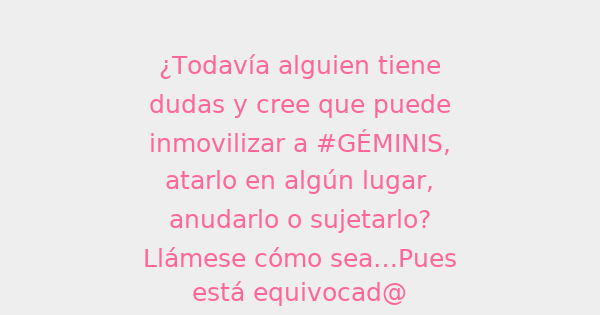 ¿Todavía alguien tiene
dudas y cree que puede
inmovilizar a #GÉMINIS,
atarlo en algún lugar,
anudarlo o sujetarlo?
Llámese cómo sea...Pues
está equivocad@